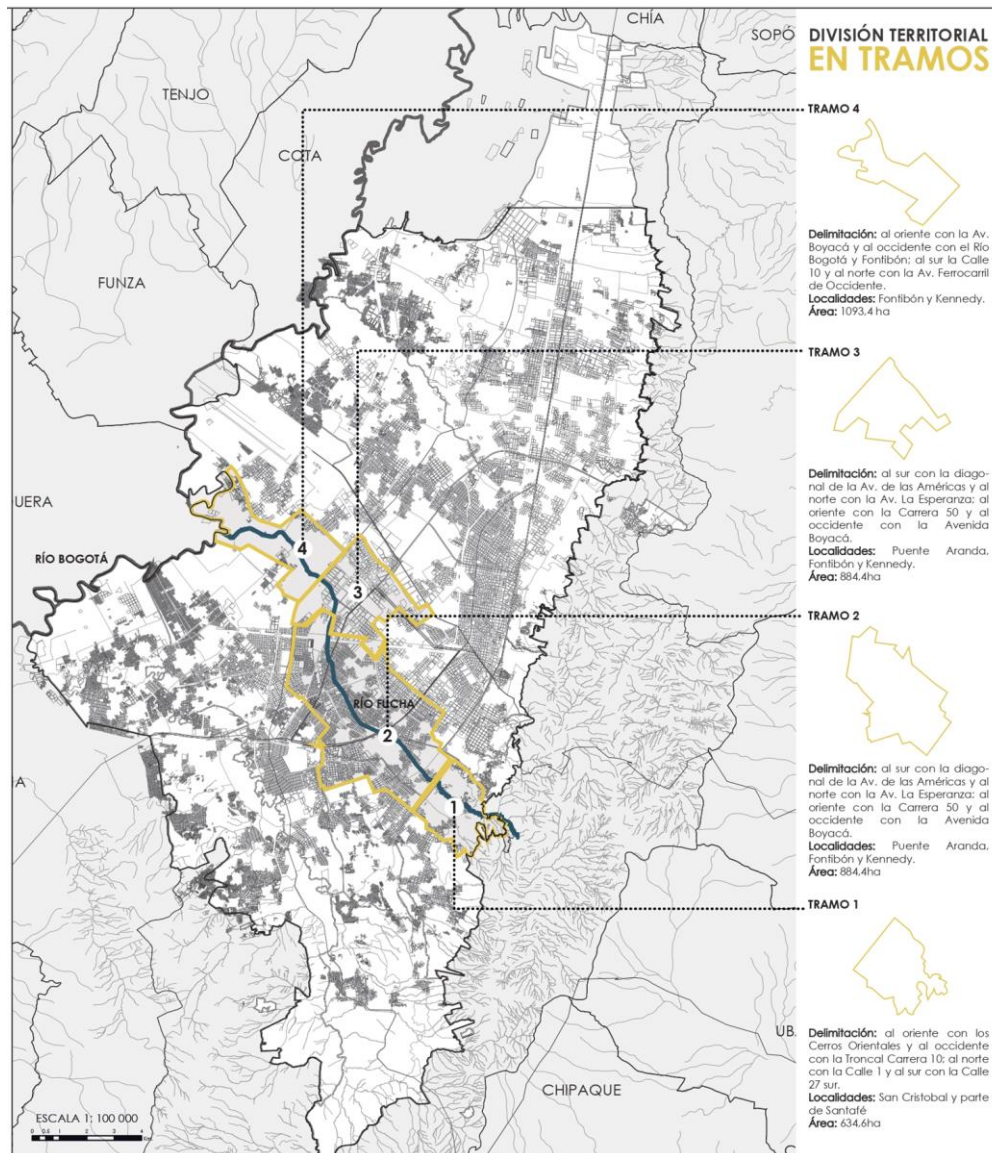 CHÍA
SOPÓ
TENJO
COTA
FUNZA
UERA
RÍO BOGOTÁ
4
3
RÍO FUCHA
2
1
CHIPAQUE
UB
ESCALA 1: 100 000
DIVISIÓN TERRITORIAL
EN TRAMOS
TRAMO 4
Delimitación: al oriente con la Av.
Boyacá y al occidente con el Río
Bogotá y Fontibón; al sur la Calle
10 y al norte con la Av. Ferrocarril
de Occidente.
Localidades: Fontibón y Kennedy.
Área: 1093,4 ha
TRAMO 3
Delimitación: al sur con la diago-
nal de la Av. de las Américas y al
norte con la Av. La Esperanza; al
oriente con la Carrera 50 y al
occidente con la Avenida
Boyacá.
Localidades: Puente Aranda,
Fontibón y Kennedy.
Área: 884,4ha
TRAMO 2
Delimitación: al sur con la diago-
nal de la Av. de las Américas y al
norte con la Av. La Esperanza; al
oriente con la Carrera 50 y al
occidente con la Avenida
Boyacá.
Localidades: Puente Aranda,
Fontibón y Kennedy.
Área: 884,4ha
TRAMO 1
Delimitación: al oriente con los
Cerros Orientales y al occidente
con la Troncal Carrera 10; al norte
con la Calle 1 y al sur con la Calle
27 sur.
Localidades: San Cristobal y parte
de Santafé
Área: 634,6ha